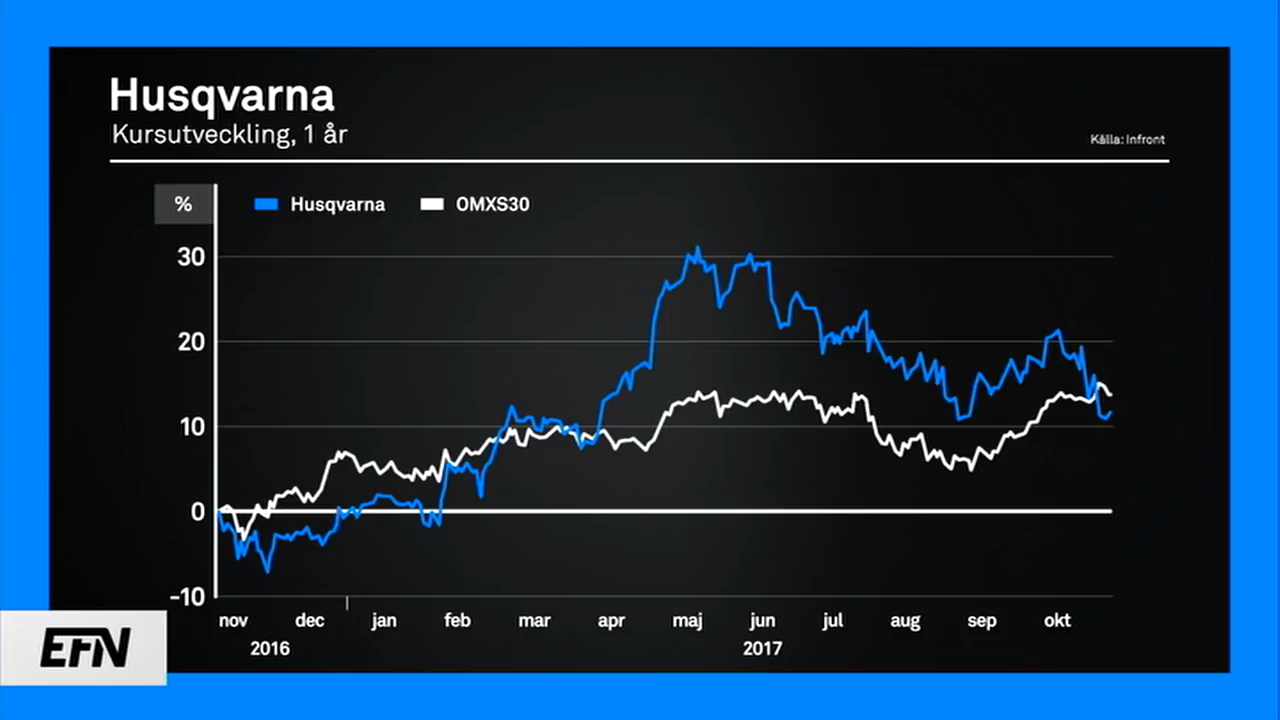 Husqvarna
Kursutveckling, 1 år
Källa: Infront
%
Husqvarna
OMXS30
30
20
10
0
-10
nov dec jan feb mar apr maj jun jul aug sep okt
2016 2017
EFN